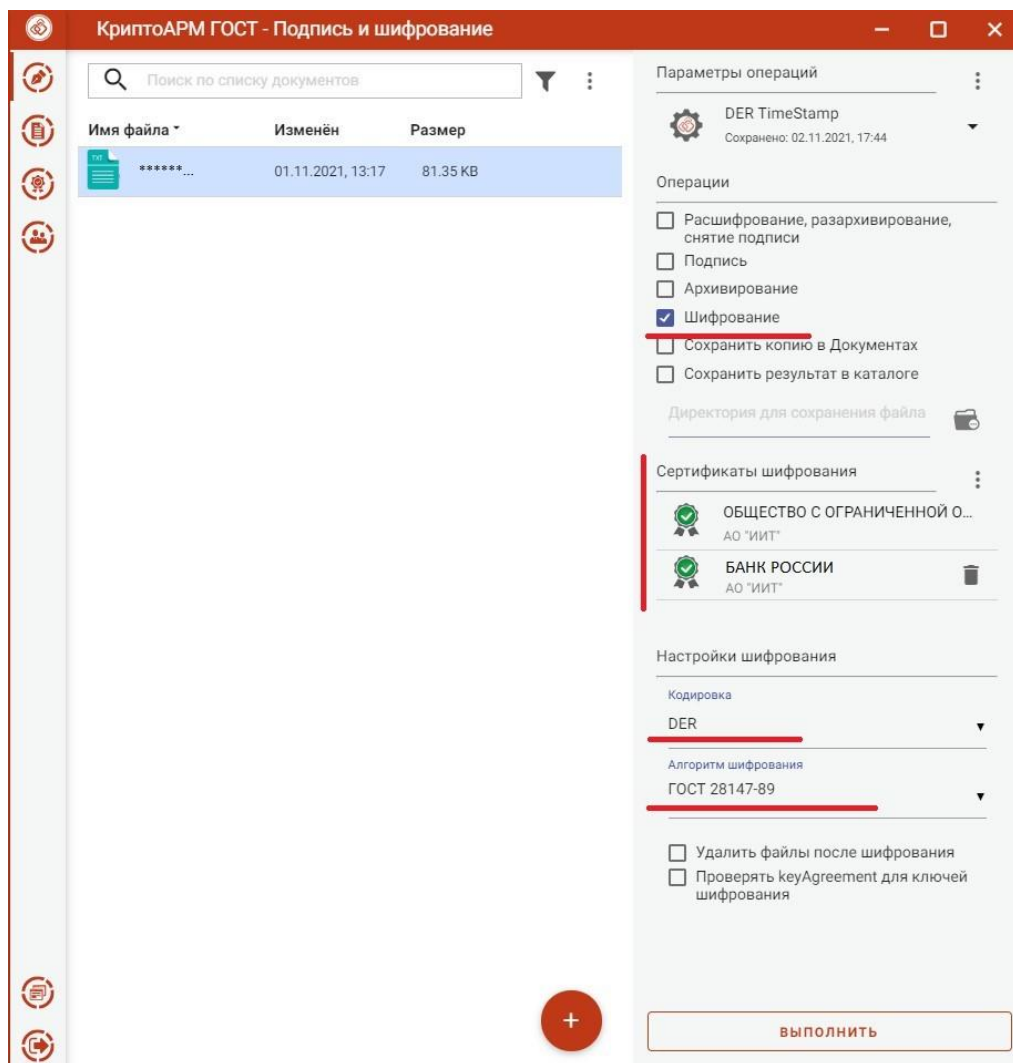 КриптоАРМ ГОСТ - Подпись и шифрование
Поиск по списку документов
Имя файла Изменён Размер
TXT ******... 01.11.2021, 13:17 81.35 KB
Параметры операций
DER TimeStamp
Сохранено: 02.11.2021, 17:44
Операции
Расшифрование, разархивирование,
снятие подписи
Подпись
Архивирование
Шифрование
Сохранить копию в Документах
Сохранить результат в каталоге
Директория для сохранения файла
Сертификаты шифрования
ОБЩЕСТВО С ОГРАНИЧЕННОЙ О...
АО "ИИТ"
БАНК РОССИИ
АО "ИИТ"
Настройки шифрования
Кодировка
DER
Алгоритм шифрования
ГОСТ 28147-89
Удалить файлы после шифрования
Проверять keyAgreement для ключей
шифрования
+
ВЫПОЛНИТЬ